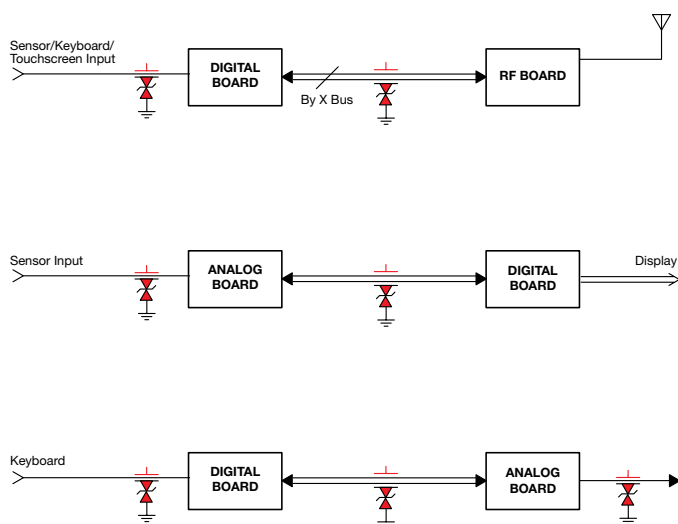 Sensor/Keyboard/
Touchscreen Input
DIGITAL
BOARD
By X Bus
RF BOARD
Sensor Input
ANALOG
BOARD
DIGITAL
BOARD
Display
Keyboard
DIGITAL
BOARD
ANALOG
BOARD